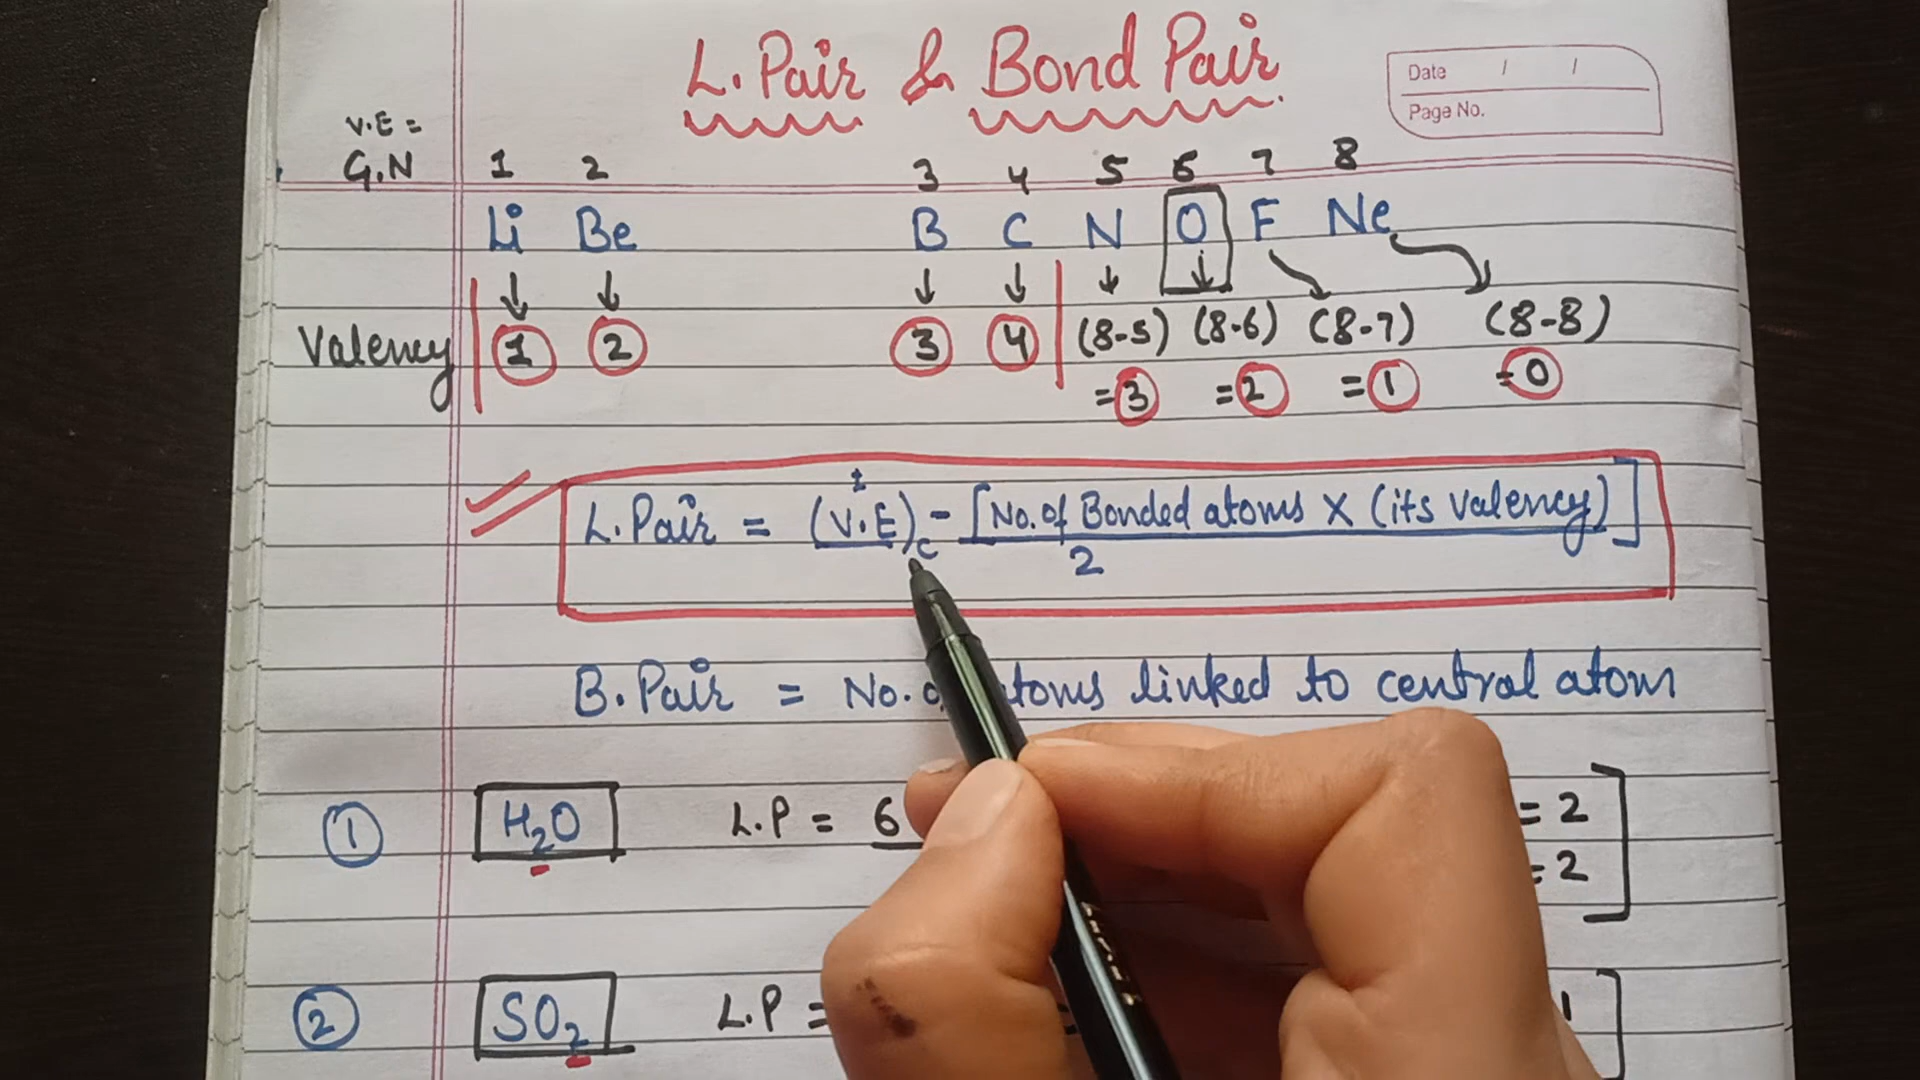 L.Pair & Bond Pair
Date / /
Page No.
V.E =
G.N 1 2 3 4 5 6 7 8
Li Be B C N O F Ne
Valency 1 2 3 4 (8-5) (8-6) (8-7) (8-8)
=3 =2 =1 =0
L.Pair = (V.E)c - [No. of Bonded atoms X (its valency)]
2
B.Pair = No. atoms linked to central atom
1 H2O L.P = 6 = 2
= 2
2 SO2 L.P = = 1